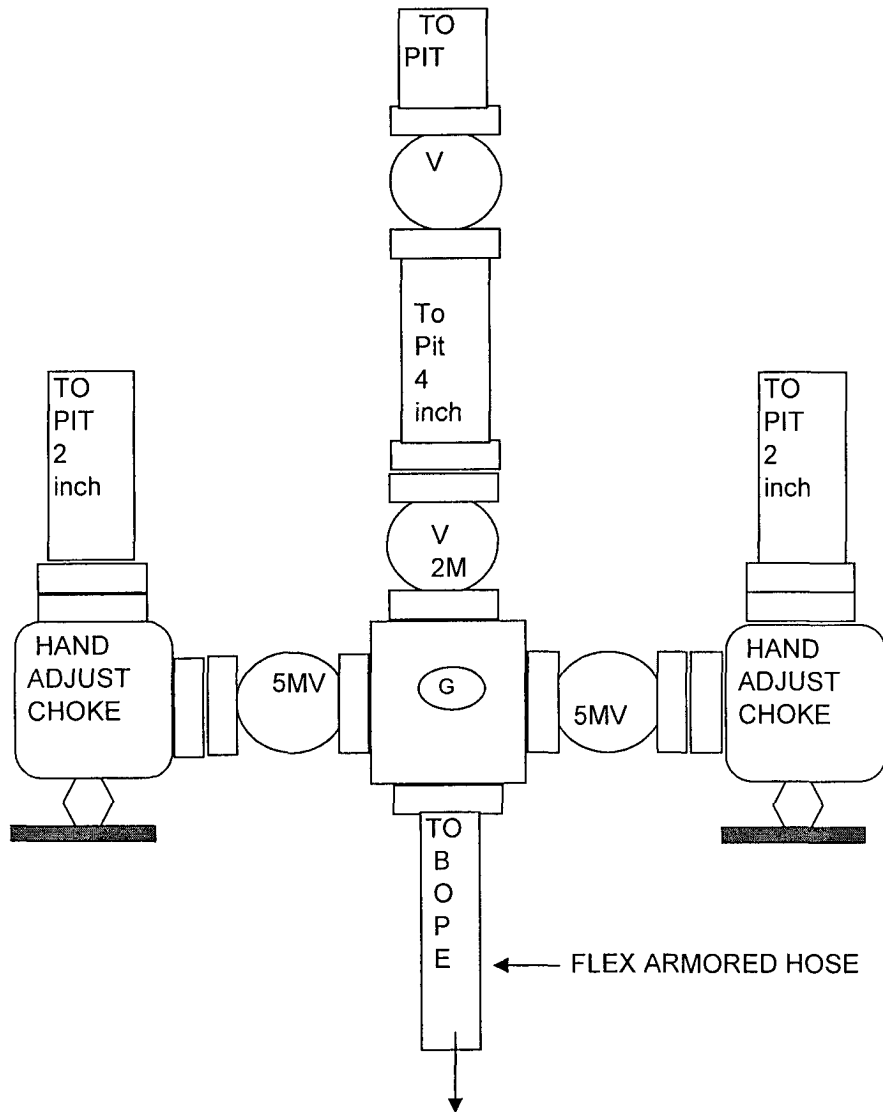 TO
PIT
V
To
Pit
4
inch
TO
PIT
2
inch
TO
PIT
2
inch
V
2M
HAND
ADJUST
CHOKE
5MV
G
5MV
HAND
ADJUST
CHOKE
TO
B
O
P
E
FLEX ARMORED HOSE